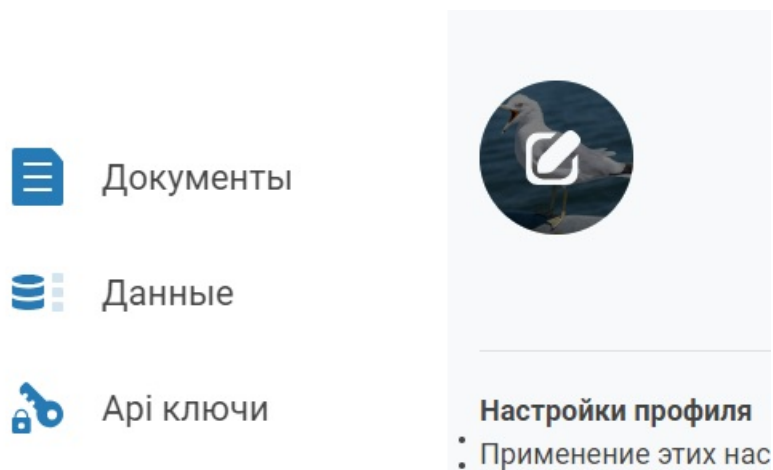 Документы
Данные
Api ключи
Настройки профиля
Применение этих нас